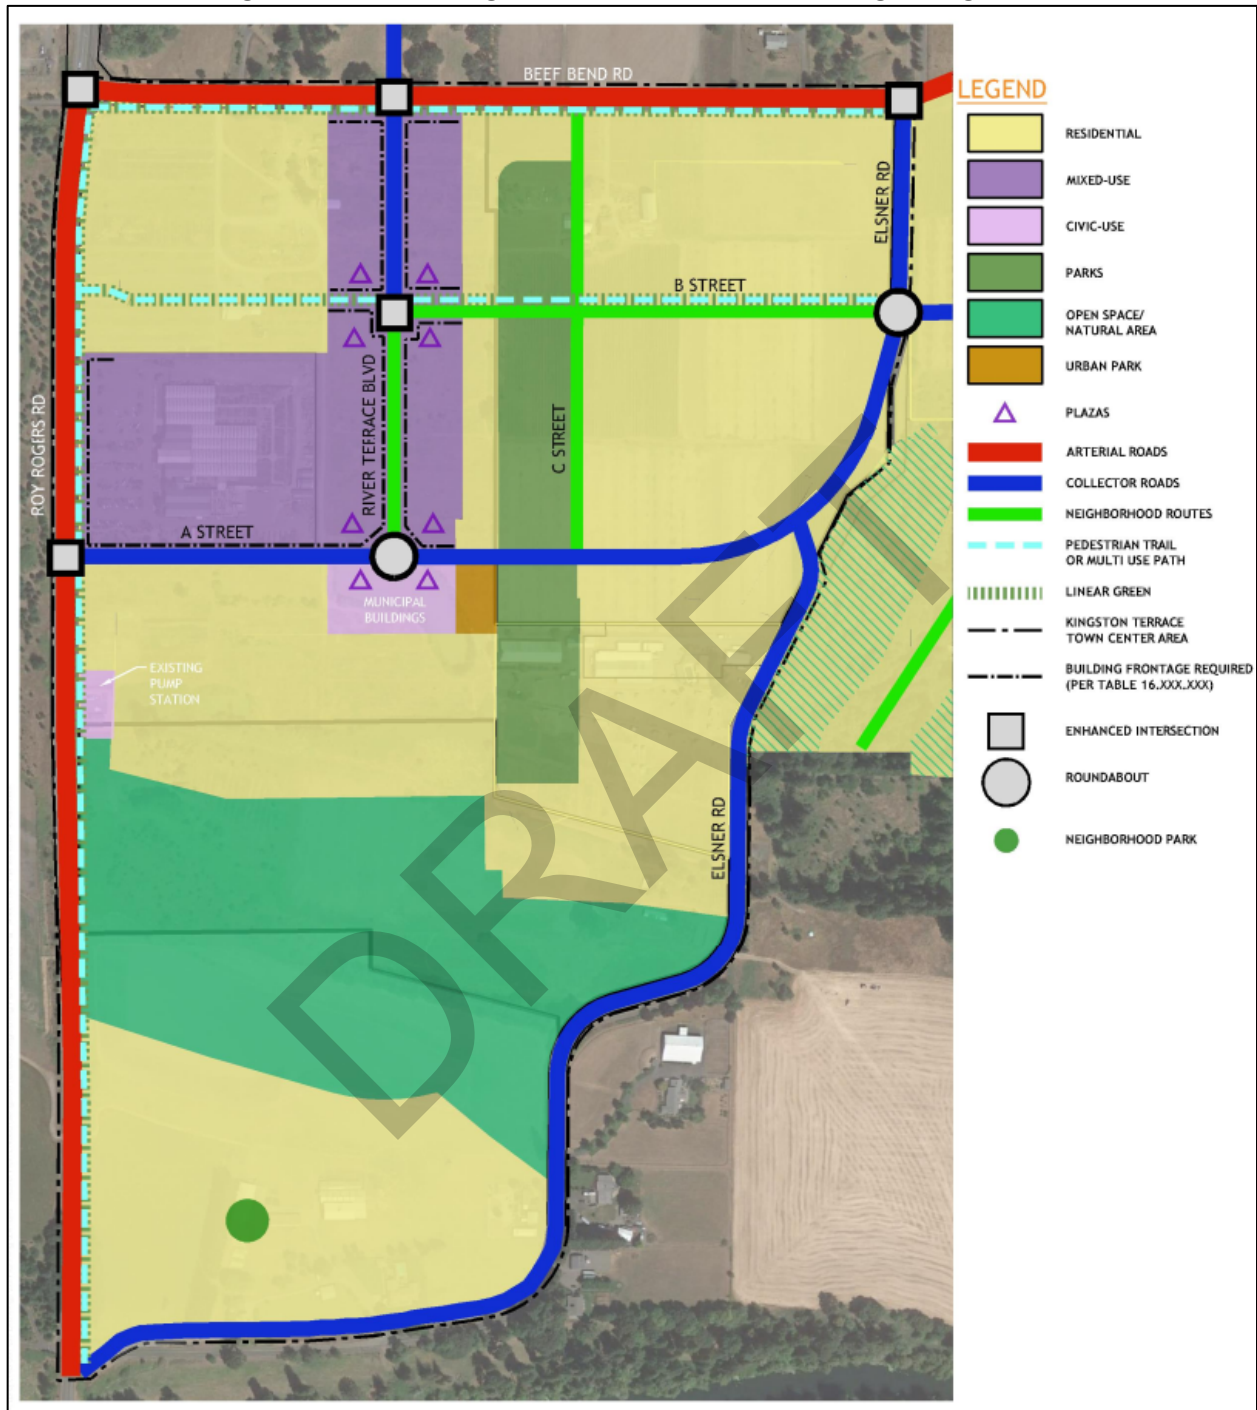 BEEF BEND RD
LEGEND
RESIDENTIAL
MIXED-USE
CIVIC-USE
PARKS
OPEN SPACE/
NATURAL AREA
URBAN PARK
PLAZAS
ARTERIAL ROADS
COLLECTOR ROADS
NEIGHBORHOOD ROUTES
PEDESTRIAN TRAIL
OR MULTI USE PATH
LINEAR GREEN
KINGSTON TERRACE
TOWN CENTER AREA
BUILDING FRONTAGE REQUIRED
(PER TABLE 16.XXX.XXX)
ENHANCED INTERSECTION
ROUNDABOUT
NEIGHBORHOOD PARK
ELSNER RD
B STREET
ROY ROGERS RD
RIVER TERRACE BLVD
C STREET
A STREET
MUNICIPAL
BUILDINGS
EXISTING
PUMP
STATION
ELSNER RD
DRAFT